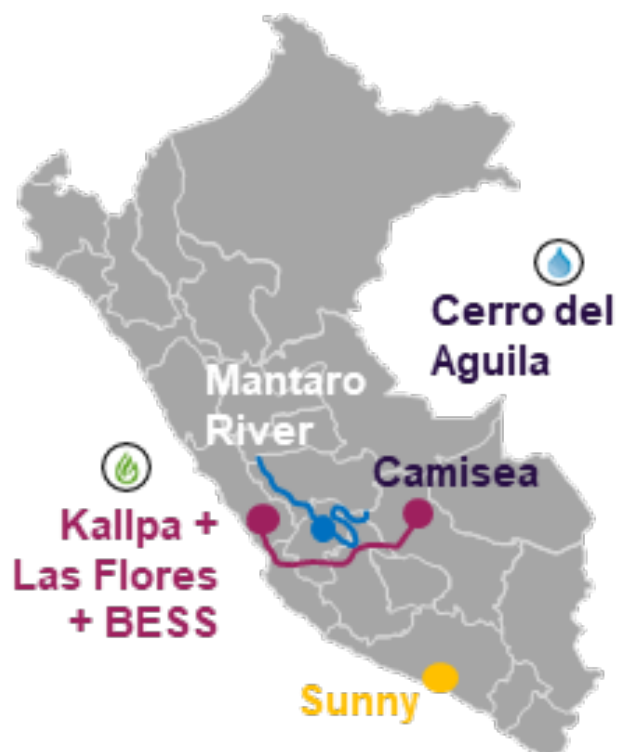 Cerro del
Aguila
Mantaro
River
Camisea
Kallpa +
Las Flores
+ BESS
Sunny